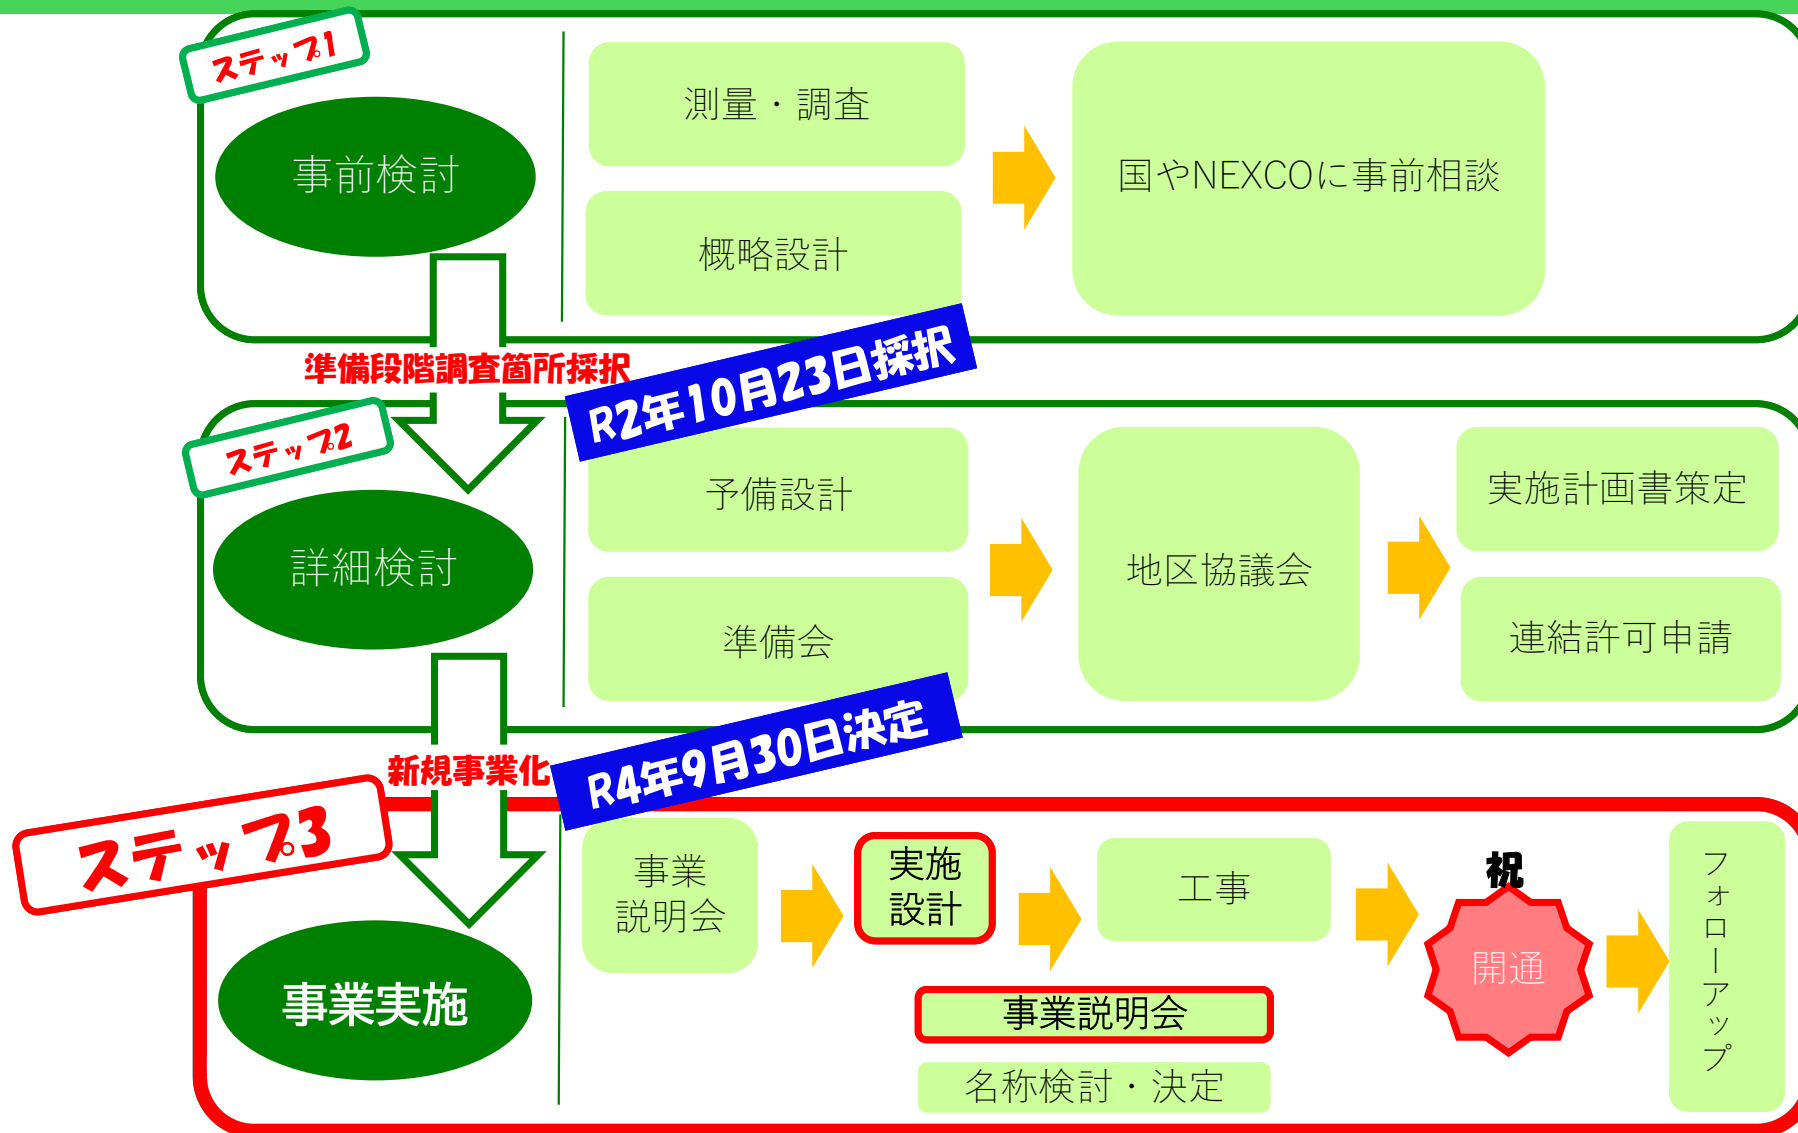 ステップ1
事前検討
測量・調査
概略設計
国やNEXCOに事前相談
準備段階調査箇所採択
R2年10月23日採択
ステップ2
詳細検討
予備設計
準備会
地区協議会
実施計画書策定
連結許可申請
新規事業化
R4年9月30日決定
ステップ3
事業実施
事業
説明会
実施
設計
工事
祝
開通
フォローアップ
事業説明会
名称検討・決定